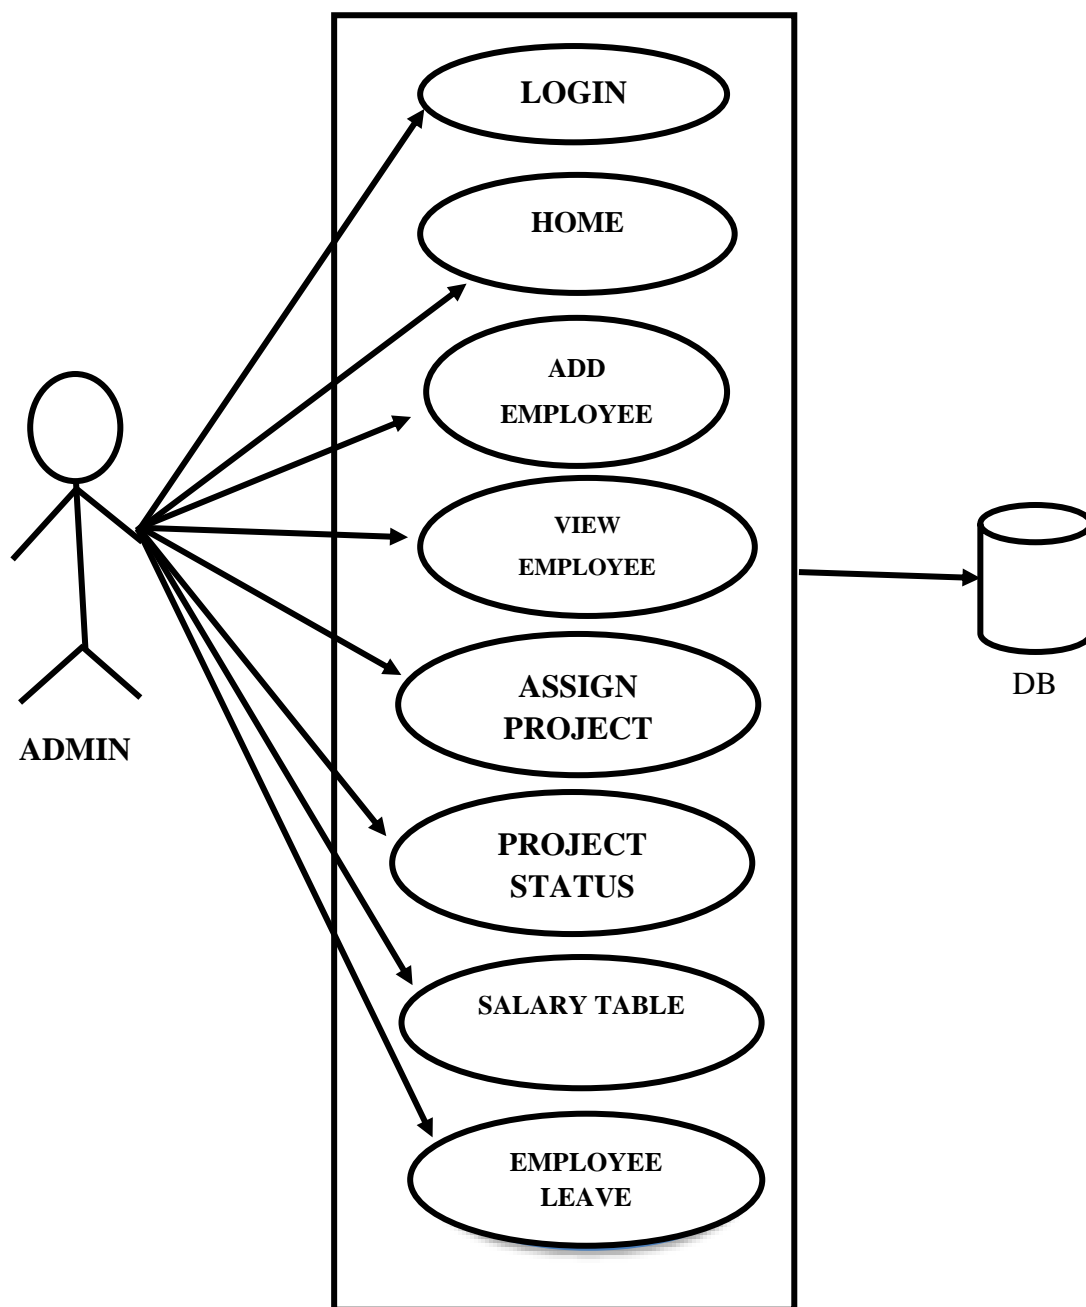 LOGIN
HOME
ADD
EMPLOYEE
VIEW
EMPLOYEE
ASSIGN
PROJECT
DB
ADMIN
PROJECT
STATUS
SALARY TABLE
EMPLOYEE
LEAVE